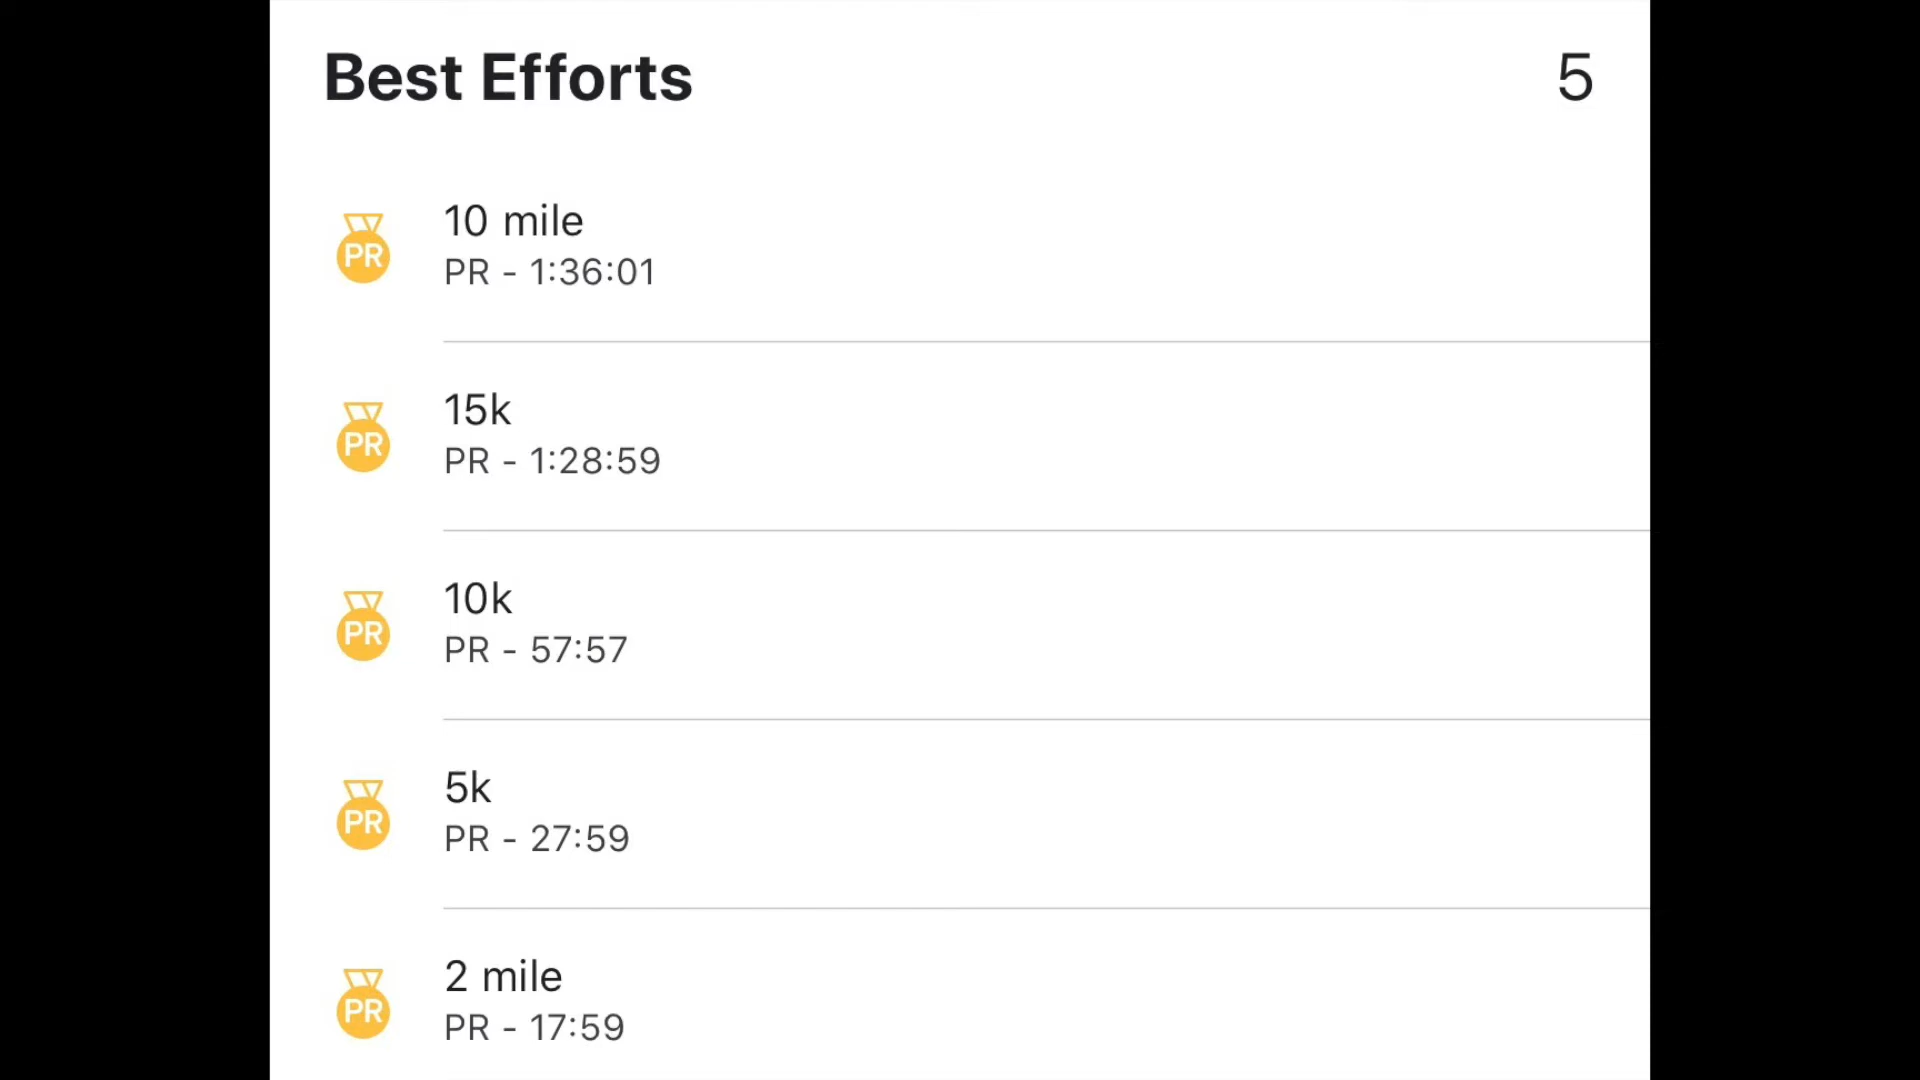 Best Efforts 5
PR
10 mile
PR - 1:36:01
PR
15k
PR - 1:28:59
PR
10k
PR - 57:57
PR
5k
PR - 27:59
PR
2 mile
PR - 17:59